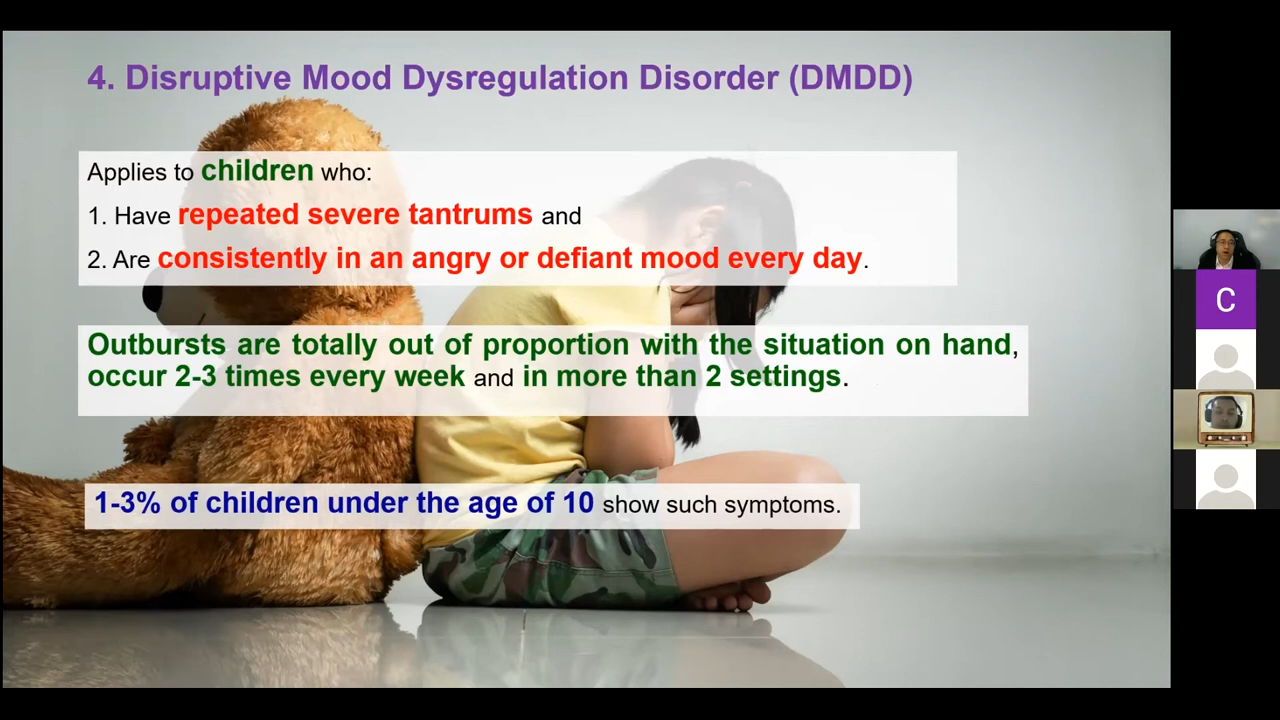 4. Disruptive Mood Dysregulation Disorder (DMDD)
Applies to children who:
1. Have repeated severe tantrums and
2. Are consistently in an angry or defiant mood every day.
Outbursts are totally out of proportion with the situation on hand,
occur 2-3 times every week and in more than 2 settings.
1-3% of children under the age of 10 show such symptoms.
C